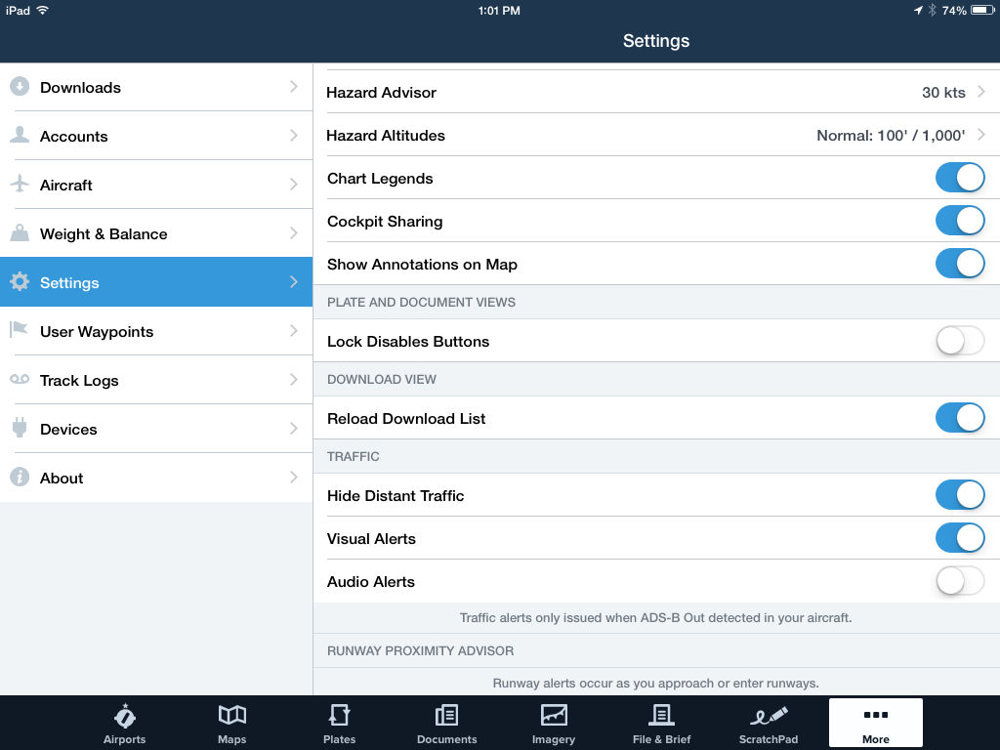 iPad 1:01 PM 74%
Settings
Downloads
Accounts
Aircraft
Weight & Balance
Settings
User Waypoints
Track Logs
Devices
About
Hazard Advisor 30 kts
Hazard Altitudes Normal: 100' / 1,000'
Chart Legends
Cockpit Sharing
Show Annotations on Map
PLATE AND DOCUMENT VIEWS
Lock Disables Buttons
DOWNLOAD VIEW
Reload Download List
TRAFFIC
Hide Distant Traffic
Visual Alerts
Audio Alerts
Traffic alerts only issued when ADS-B Out detected in your aircraft.
RUNWAY PROXIMITY ADVISOR
Runway alerts occur as you approach or enter runways.
Airports Maps Plates Documents Imagery File & Brief ScratchPad More